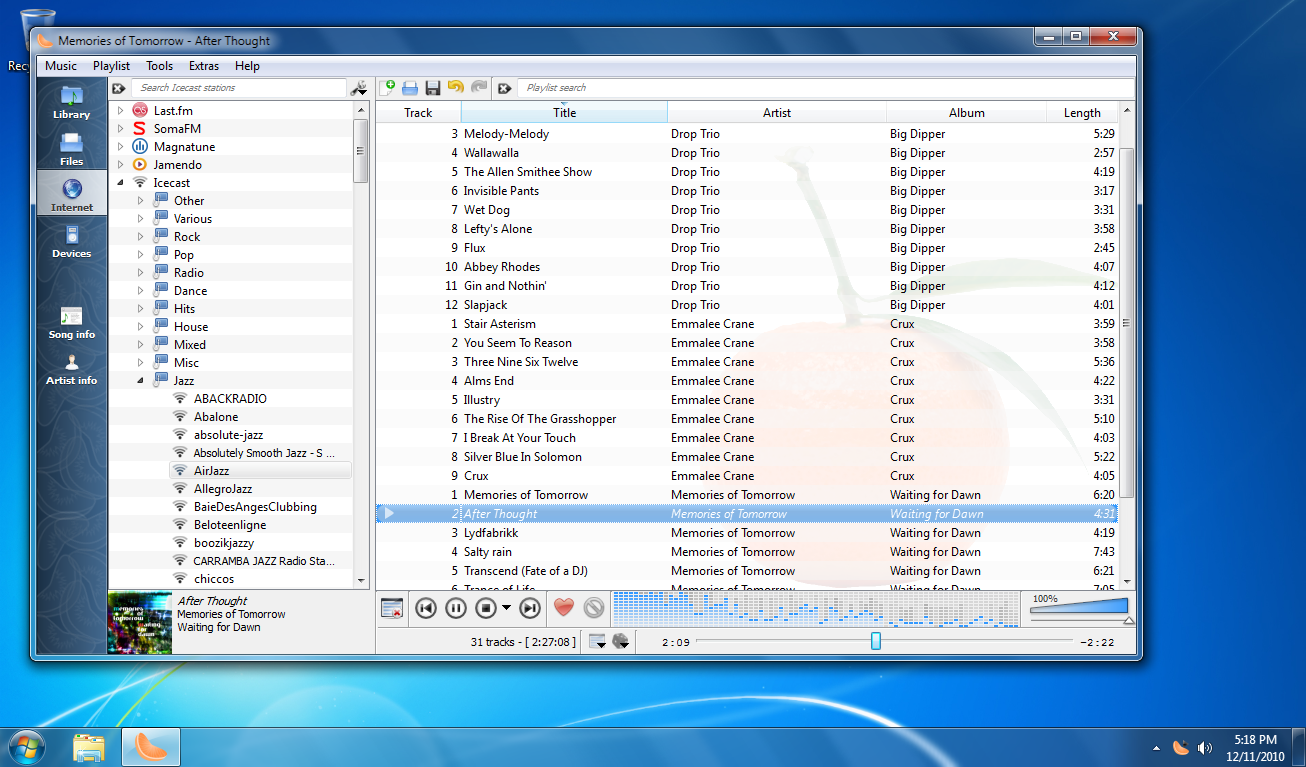 Recy
Memories of Tomorrow - After Thought
Music Playlist Tools Extras Help
Library
Files
Internet
Devices
Song info
Artist info
Search Icecast stations
Last.fm
SomaFM
Magnatune
Jamendo
Icecast
Other
Various
Rock
Pop
Radio
Dance
Hits
House
Mixed
Misc
Jazz
ABACKRADIO
Abalone
absolute-jazz
Absolutely Smooth Jazz - S ...
AirJazz
AllegroJazz
BaieDesAngesClubbing
Beloteenligne
boozikjazzy
CARRAMBA JAZZ Radio Sta...
chiccos
Playlist search
Track Title Artist Album Length
3 Melody-Melody Drop Trio Big Dipper 5:29
4 Wallawalla Drop Trio Big Dipper 2:57
5 The Allen Smithee Show Drop Trio Big Dipper 4:19
6 Invisible Pants Drop Trio Big Dipper 3:17
7 Wet Dog Drop Trio Big Dipper 3:31
8 Lefty's Alone Drop Trio Big Dipper 3:58
9 Flux Drop Trio Big Dipper 2:45
10 Abbey Rhodes Drop Trio Big Dipper 4:07
11 Gin and Nothin' Drop Trio Big Dipper 4:12
12 Slapjack Drop Trio Big Dipper 4:01
1 Stair Asterism Emmalee Crane Crux 3:59
2 You Seem To Reason Emmalee Crane Crux 3:58
3 Three Nine Six Twelve Emmalee Crane Crux 5:36
4 Alms End Emmalee Crane Crux 4:22
5 Illustry Emmalee Crane Crux 3:31
6 The Rise Of The Grasshopper Emmalee Crane Crux 5:10
7 I Break At Your Touch Emmalee Crane Crux 4:03
8 Silver Blue In Solomon Emmalee Crane Crux 5:22
9 Crux Emmalee Crane Crux 4:05
1 Memories of Tomorrow Memories of Tomorrow Waiting for Dawn 6:20
2 After Thought Memories of Tomorrow Waiting for Dawn 4:31
3 Lydfabrikk Memories of Tomorrow Waiting for Dawn 4:19
4 Salty rain Memories of Tomorrow Waiting for Dawn 7:43
5 Transcend (Fate of a DJ) Memories of Tomorrow Waiting for Dawn 6:21
6 Trance of Life Memories of Tomorrow Waiting for Dawn 7:05
memories
of
tomorrow
waiting
for
dawn
After Thought
Memories of Tomorrow
Waiting for Dawn
100%
31 tracks - [ 2:27:08 ]
2:09
-2:22
5:18 PM
12/11/2010